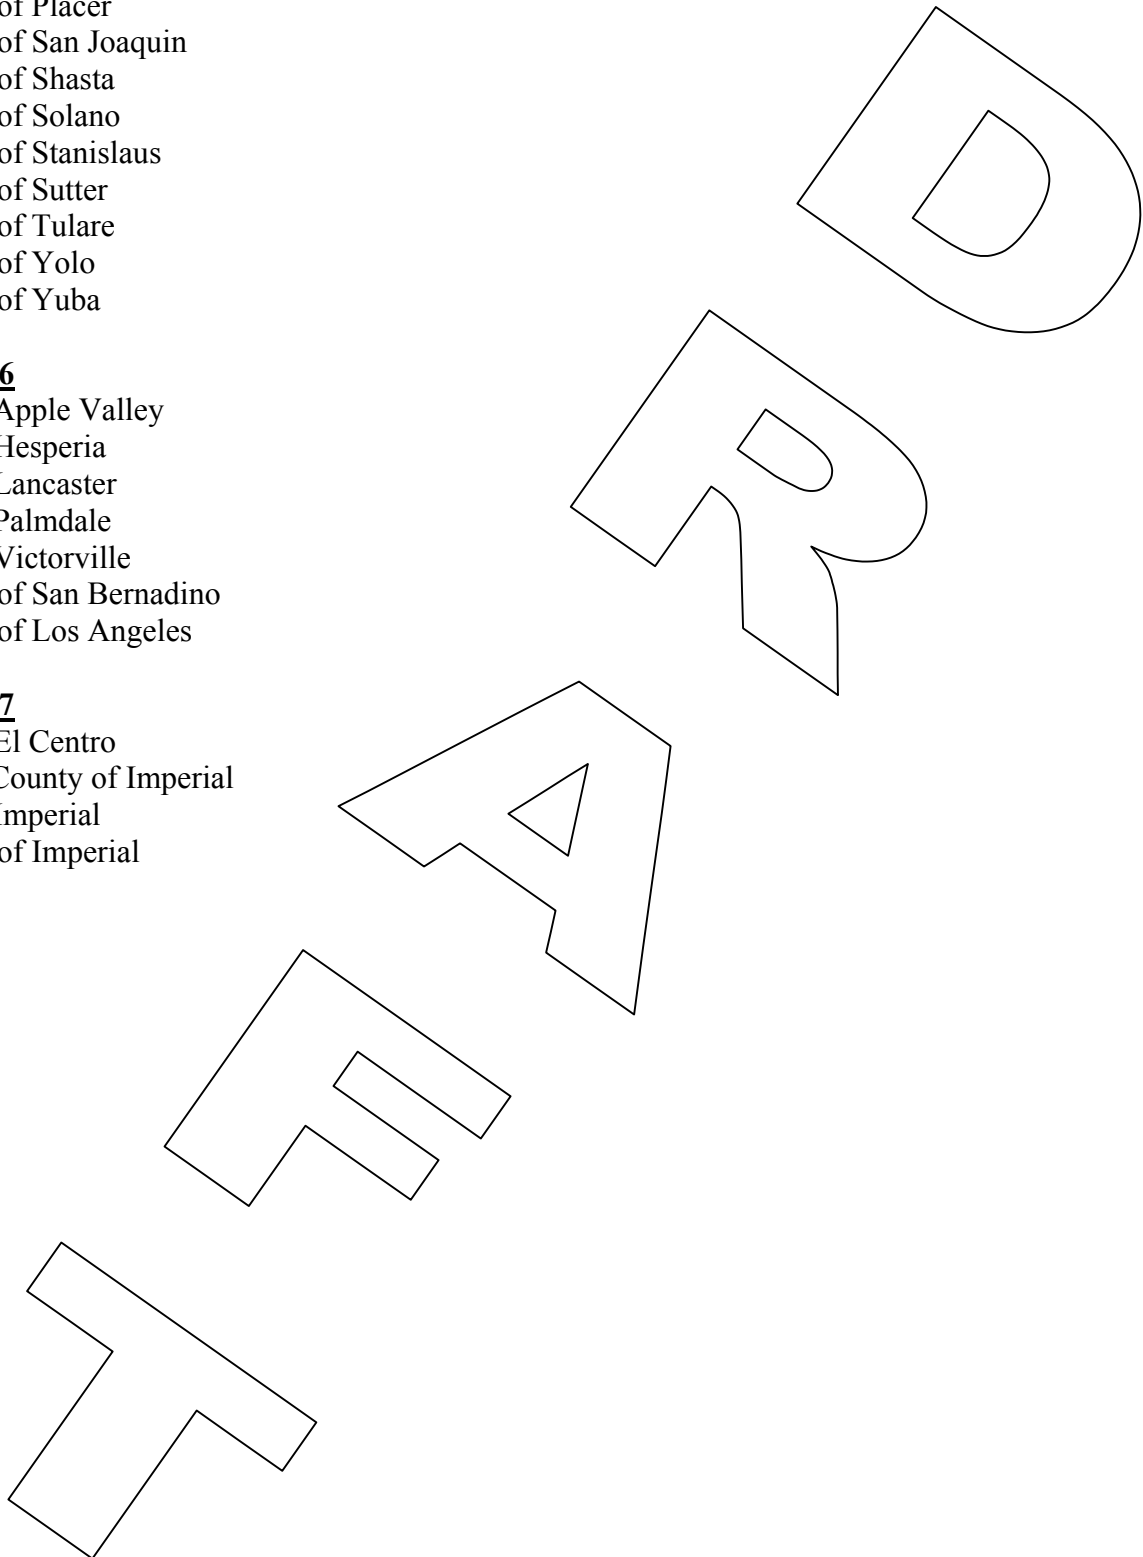 of Placer
of San Joaquin
of Shasta
of Solano
of Stanislaus
of Sutter
of Tulare
of Yolo
of Yuba
6
Apple Valley
Hesperia
Lancaster
Palmdale
Victorville
of San Bernadino
of Los Angeles
7
El Centro
County of Imperial
Imperial
of Imperial
DRAFT